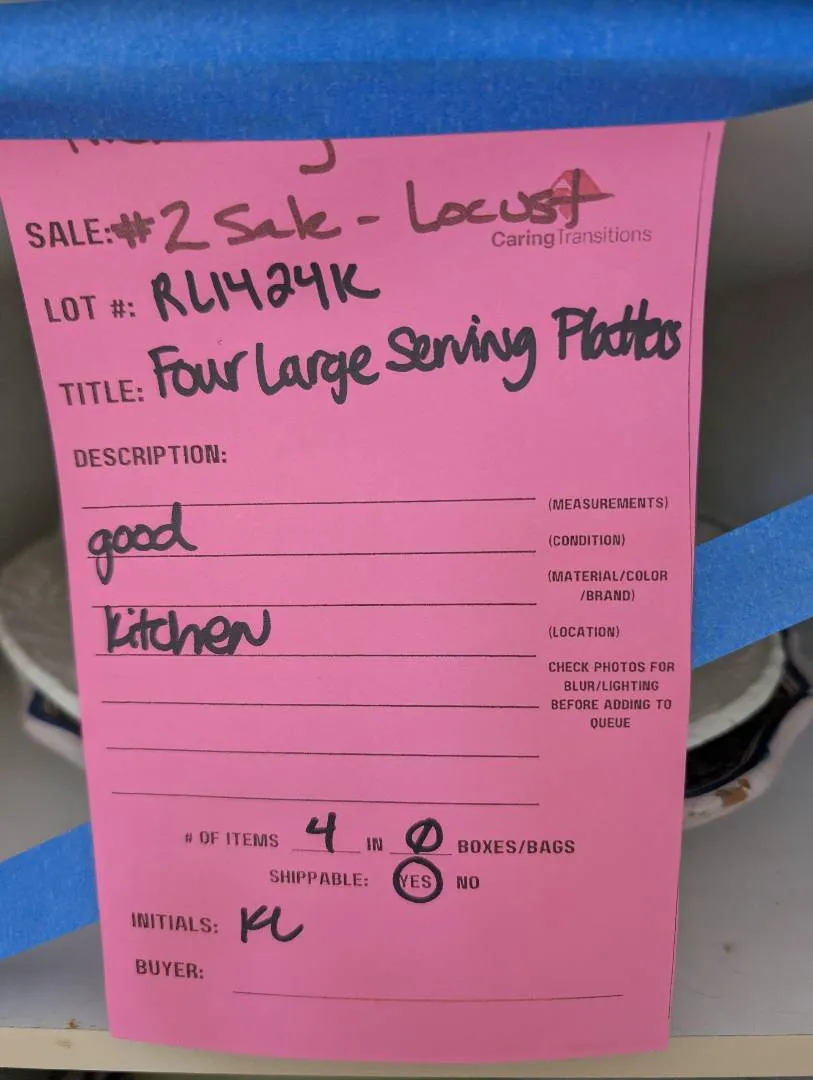 SALE: #2 Sale - Locust
CaringTransitions
LOT #: RL1424K
TITLE: Four Large Serving Platters
DESCRIPTION:
(MEASUREMENTS)
good (CONDITION)
(MATERIAL/COLOR
/BRAND)
kitchen (LOCATION)
CHECK PHOTOS FOR
BLUR/LIGHTING
BEFORE ADDING TO
QUEUE
# OF ITEMS 4 IN Ø BOXES/BAGS
SHIPPABLE: YES NO
INITIALS: KL
BUYER: